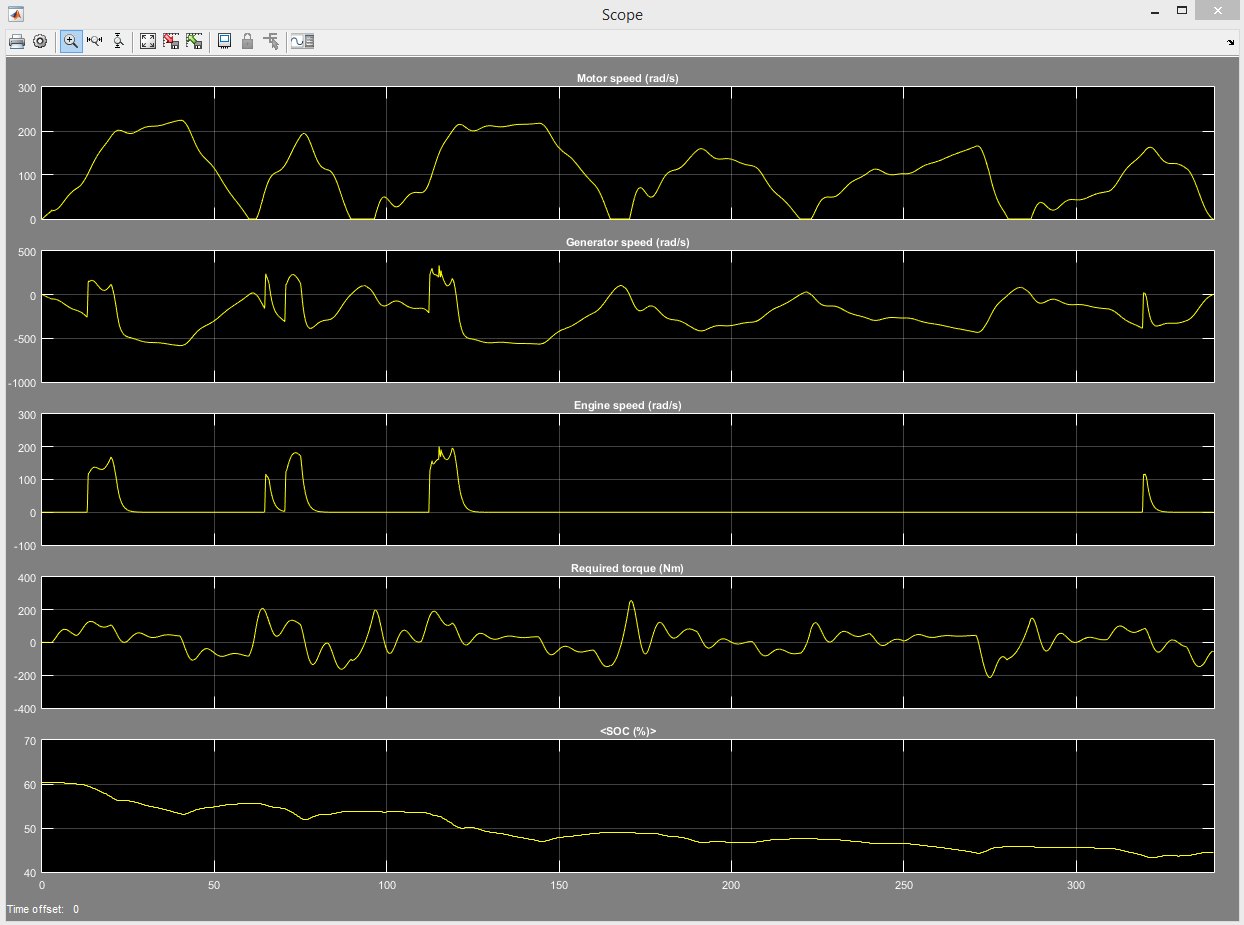 Scope
Motor speed (rad/s)
300
200
100
0
Generator speed (rad/s)
500
0
-500
-1000
Engine speed (rad/s)
300
200
100
0
-100
Required torque (Nm)
400
200
0
-200
-400
<SOC (%)>
70
60
50
40
0 50 100 150 200 250 300
Time offset: 0